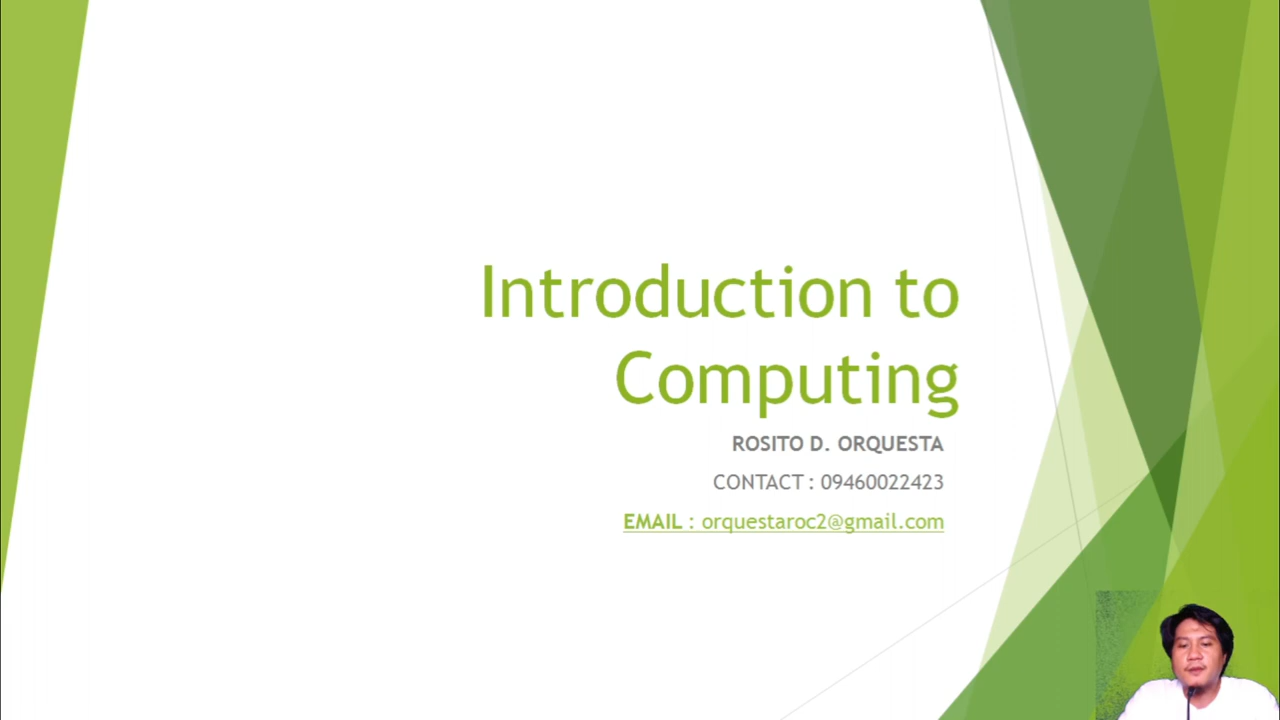 Introduction to
Computing
ROSITO D. ORQUESTA
CONTACT : 09460022423
EMAIL : orquestaroc2@gmail.com